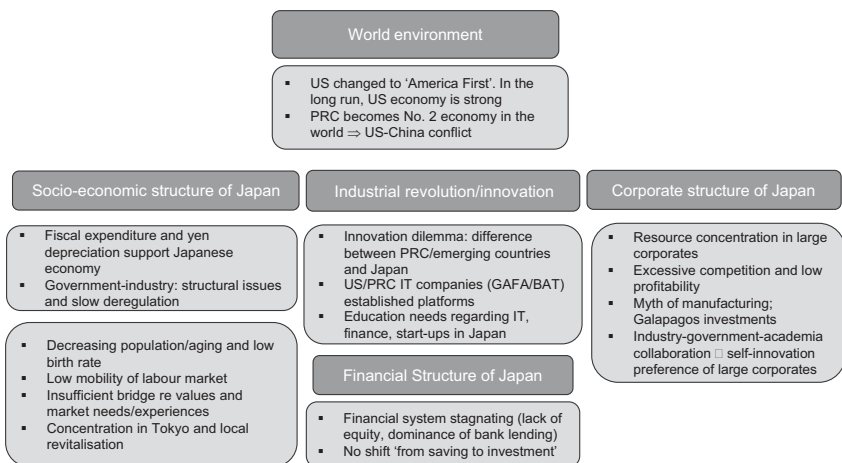 World environment
▪ US changed to ‘America First’. In the
long run, US economy is strong
▪ PRC becomes No. 2 economy in the
world ⇒ US-China conflict
Socio-economic structure of Japan
▪ Fiscal expenditure and yen
depreciation support Japanese
economy
▪ Government-industry: structural issues
and slow deregulation
▪ Decreasing population/aging and low
birth rate
▪ Low mobility of labour market
▪ Insufficient bridge re values and
market needs/experiences
▪ Concentration in Tokyo and local
revitalisation
Industrial revolution/innovation
▪ Innovation dilemma: difference
between PRC/emerging countries
and Japan
▪ US/PRC IT companies (GAFA/BAT)
established platforms
▪ Education needs regarding IT,
finance, start-ups in Japan
Financial Structure of Japan
▪ Financial system stagnating (lack of
equity, dominance of bank lending)
▪ No shift ‘from saving to investment’
Corporate structure of Japan
▪ Resource concentration in large
corporates
▪ Excessive competition and low
profitability
▪ Myth of manufacturing;
Galapagos investments
▪ Industry-government-academia
collaboration □ self-innovation
preference of large corporates